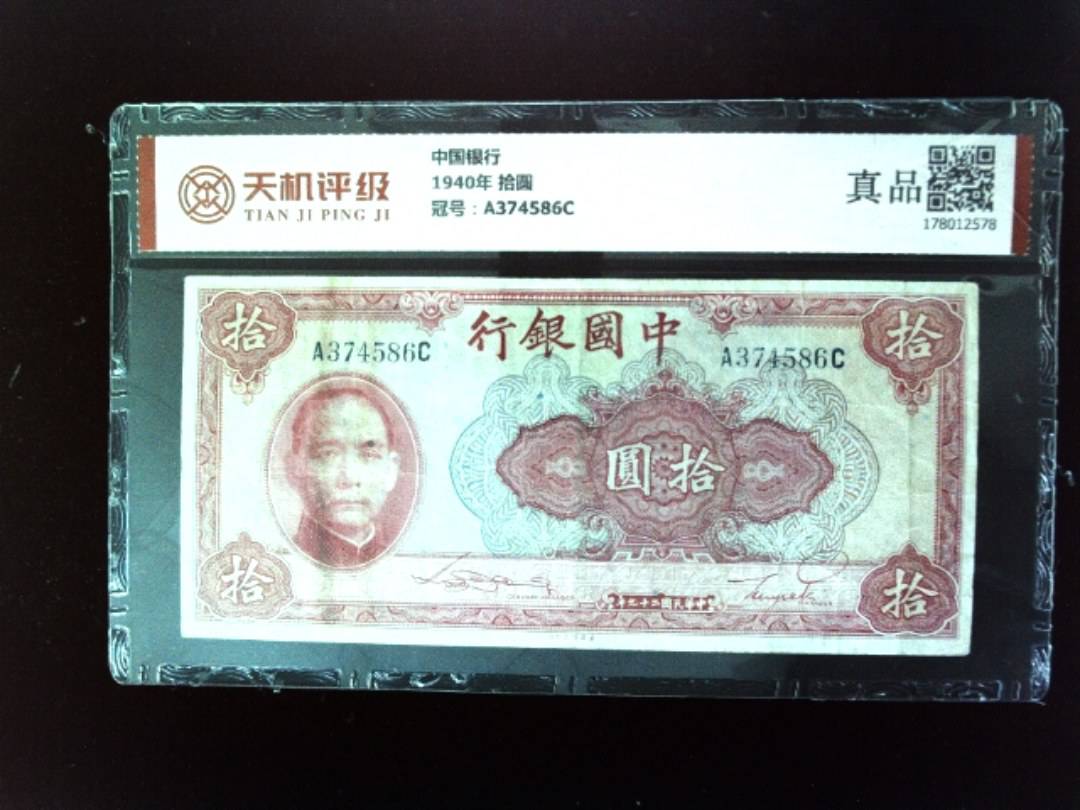 天机评级
TIAN JI PING JI
中国银行
1940年 拾圆
冠号：A374586C
真品
178012578
拾
行銀國中
拾
A374586C
A374586C
圓拾
拾
拾